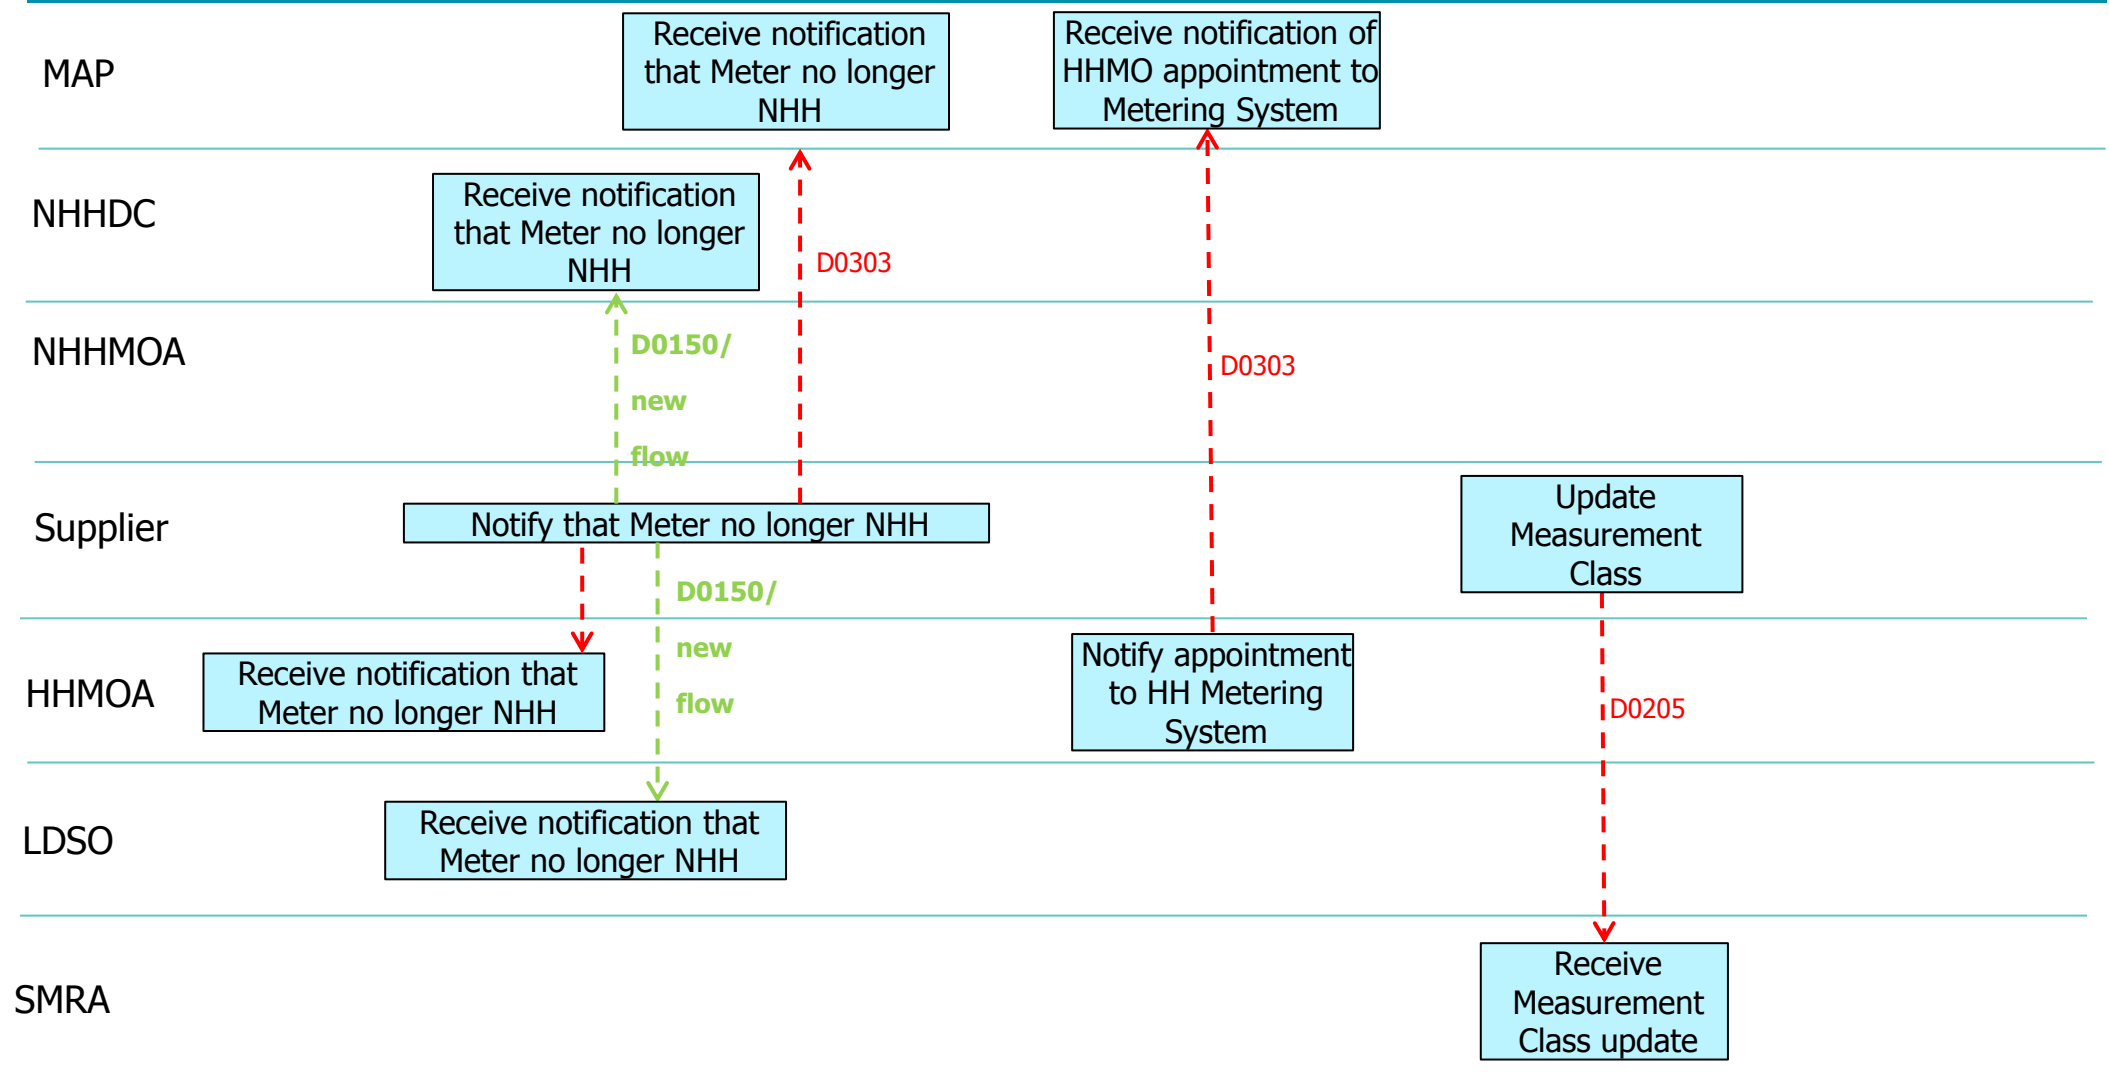 MAP
Receive notification
that Meter no longer
NHH
Receive notification of
HHMO appointment to
Metering System
NHHDC
Receive notification
that Meter no longer
NHH
D0303
NHHMOA
D0150/
new
flow
D0303
Supplier
Notify that Meter no longer NHH
Update
Measurement
Class
D0150/
new
flow
HHMOA
Receive notification that
Meter no longer NHH
Notify appointment
to HH Metering
System
D0205
LDSO
Receive notification that
Meter no longer NHH
SMRA
Receive
Measurement
Class update